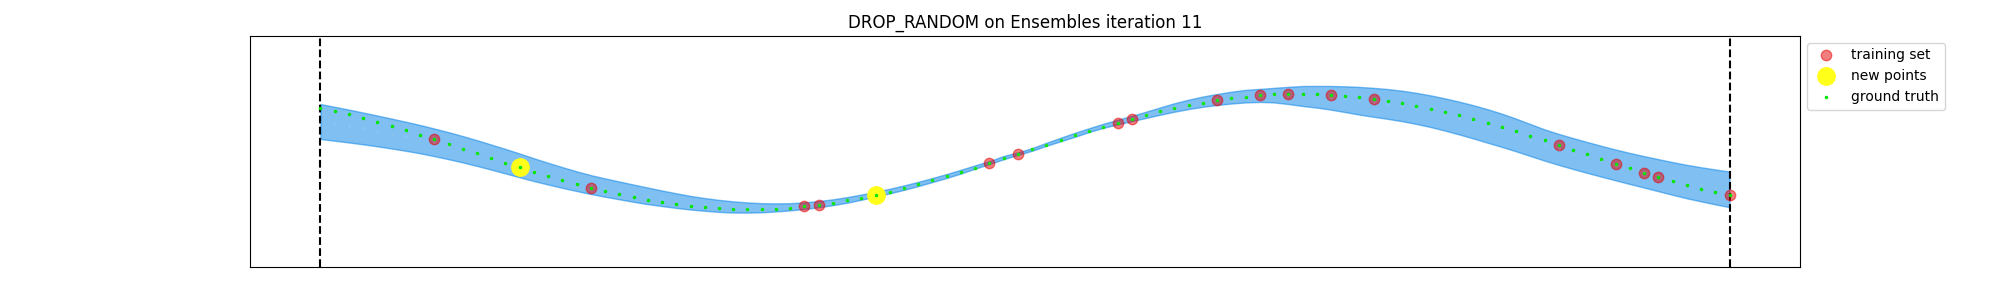 DROP_RANDOM on Ensembles iteration 11
training set
new points
ground truth